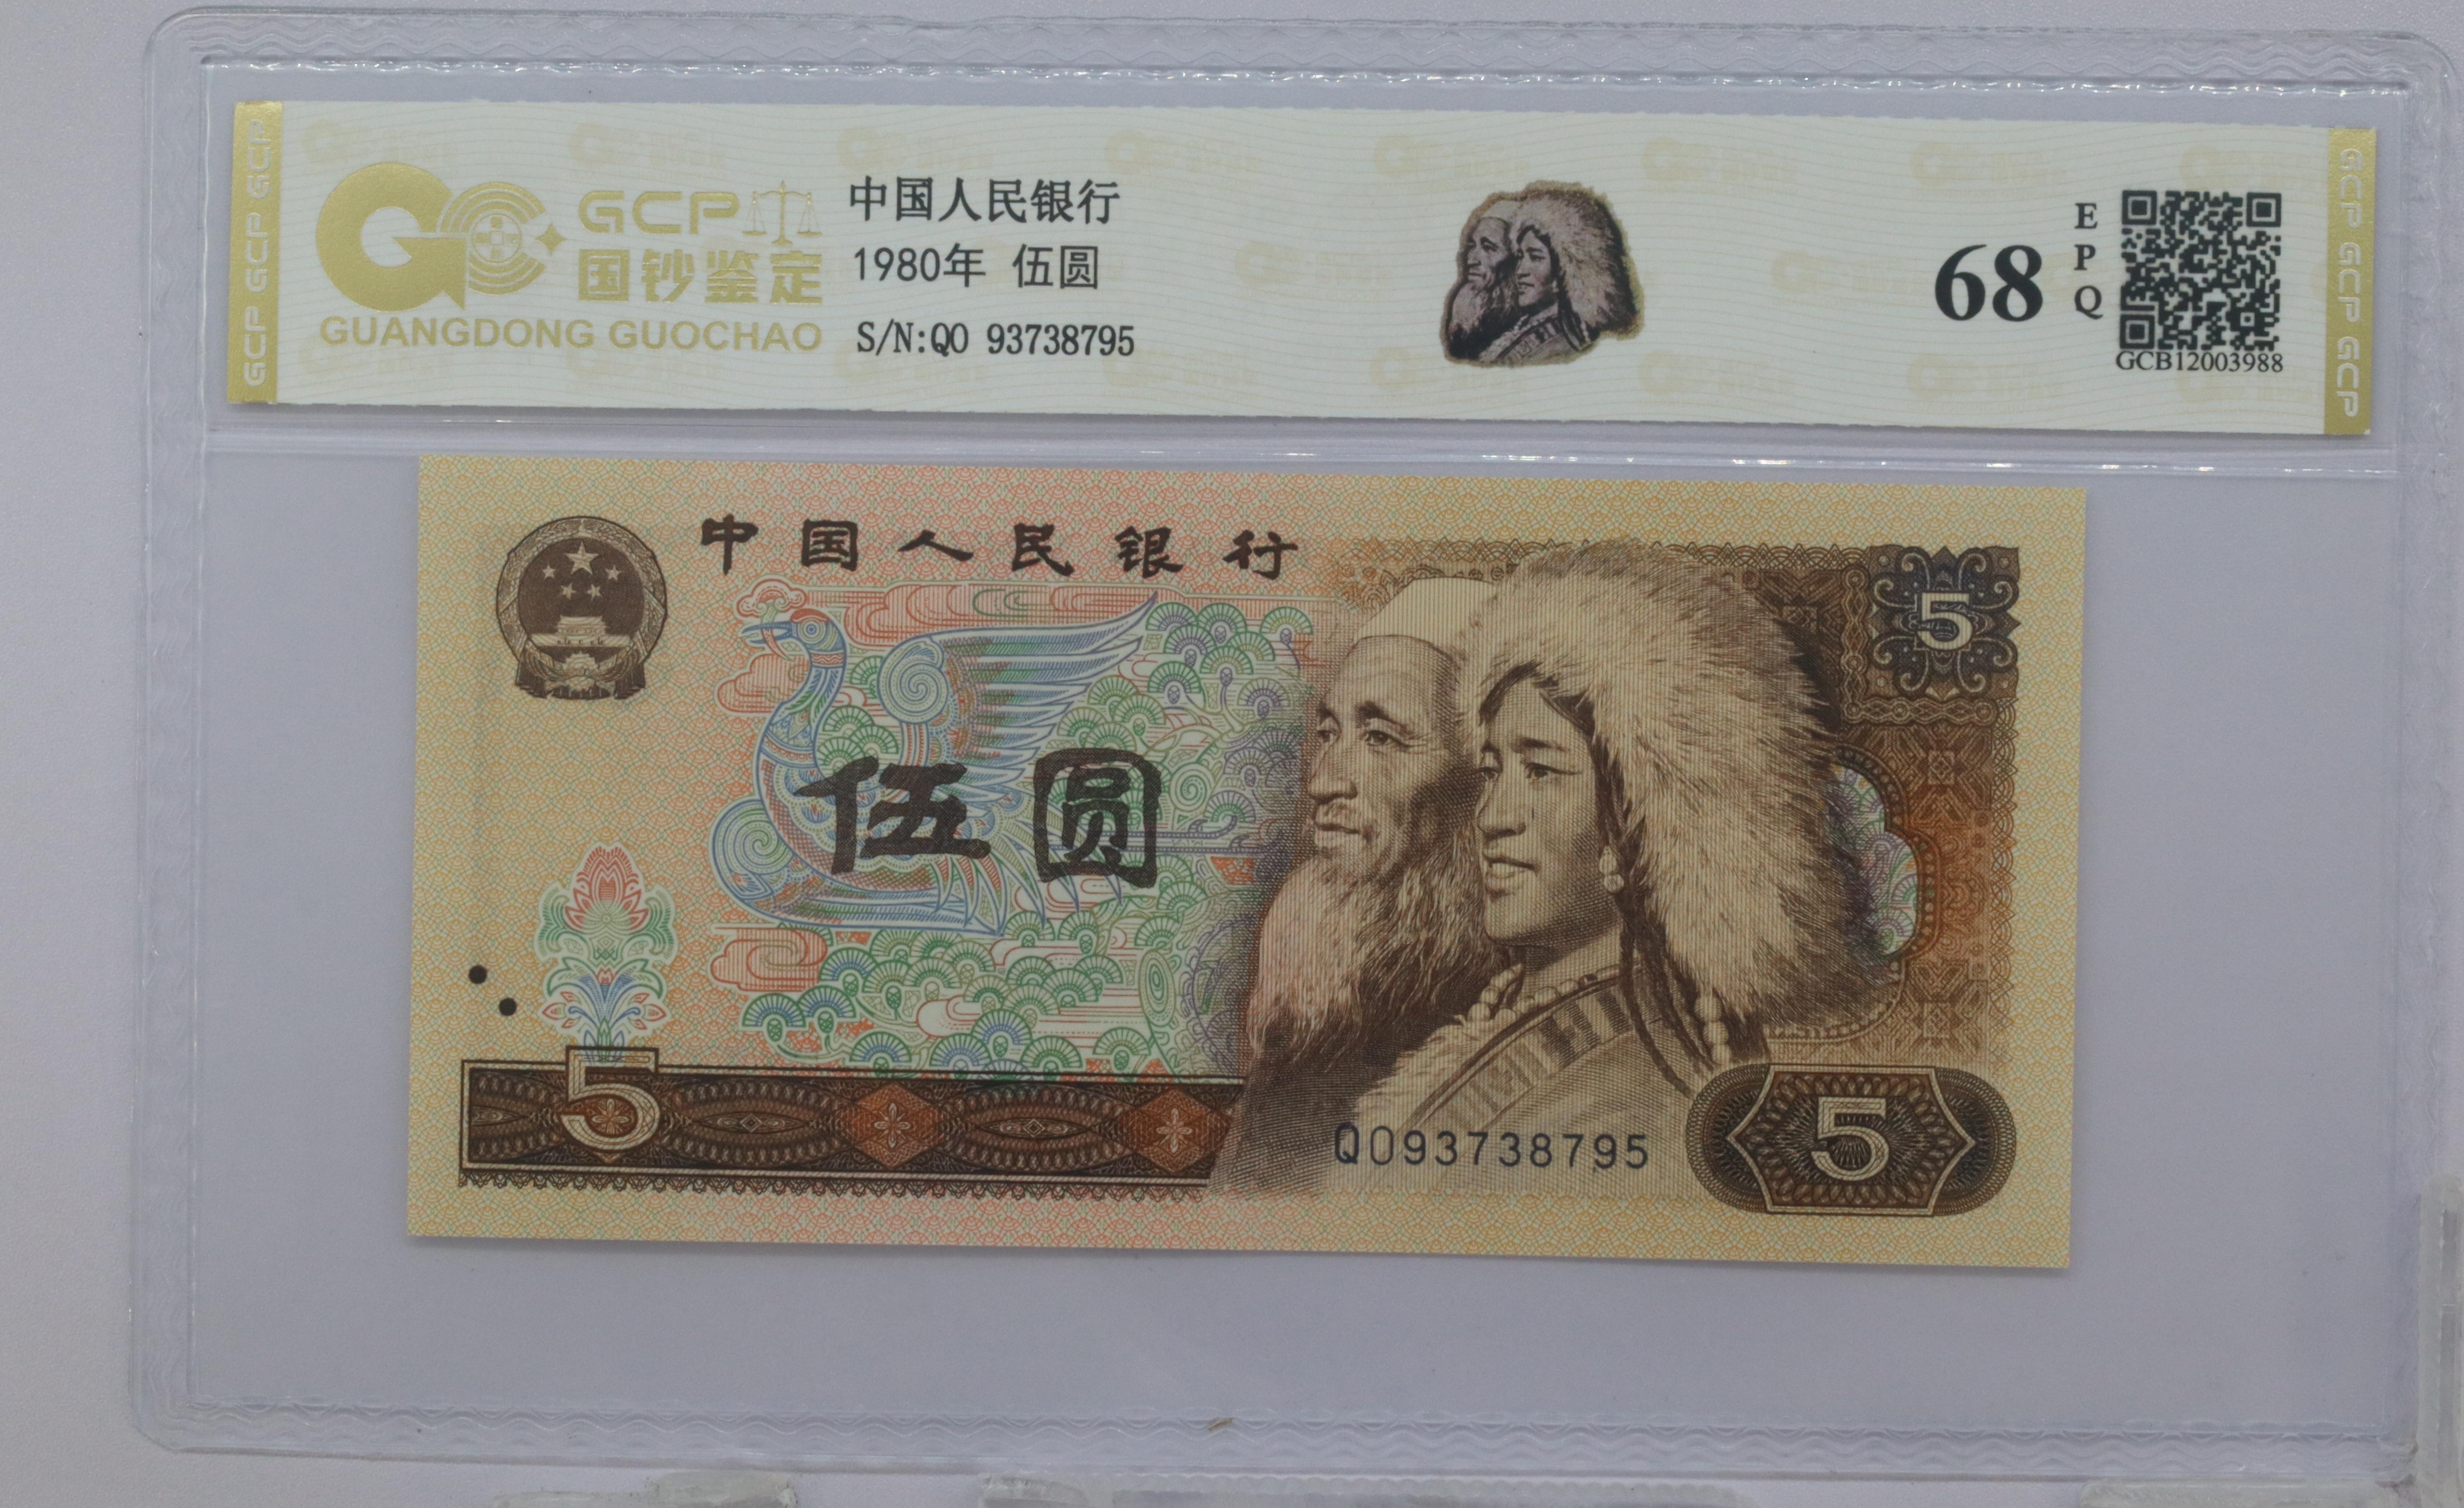 GCP GCP GCP
GCP
国钞鉴定
GUANGDONG GUOCHAO
中国人民银行
1980年 伍圆
S/N:QO 93738795
68
EPQ
GCB12003988
GCP GCP GCP
中国人民银行
5
伍圆
5
QO93738795
5